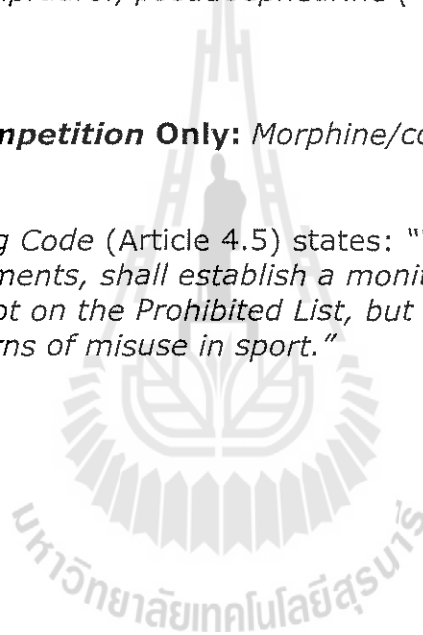 pseudoephedrine (
mpetition Only: Morphine/co
g Code (Article 4.5) states: "
ments, shall establish a monit
ot on the Prohibited List, but
rns of misuse in sport."
มหาวิทยาลัยเทคโนโลยีสุรนารี